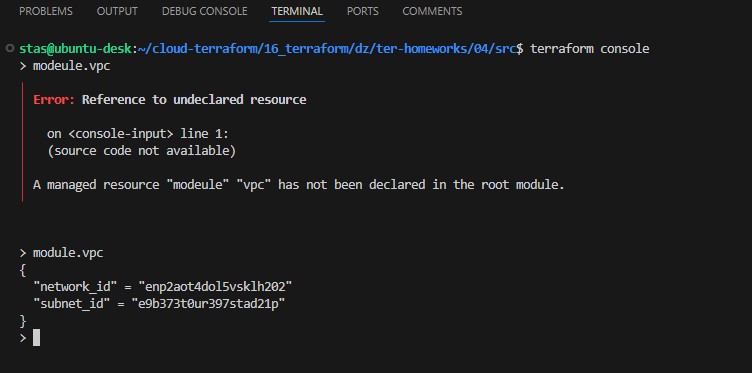 PROBLEMS OUTPUT DEBUG CONSOLE TERMINAL PORTS COMMENTS
stas@ubuntu-desk:~/cloud-terraform/16_terraform/dz/ter-homeworks/04/src$ terraform console
> modeule.vpc
Error: Reference to undeclared resource
on <console-input> line 1:
(source code not available)
A managed resource "modeule" "vpc" has not been declared in the root module.
> module.vpc
{
"network_id" = "enp2aot4dol5vsklh202"
"subnet_id" = "e9b373t0ur397stad21p"
}
>